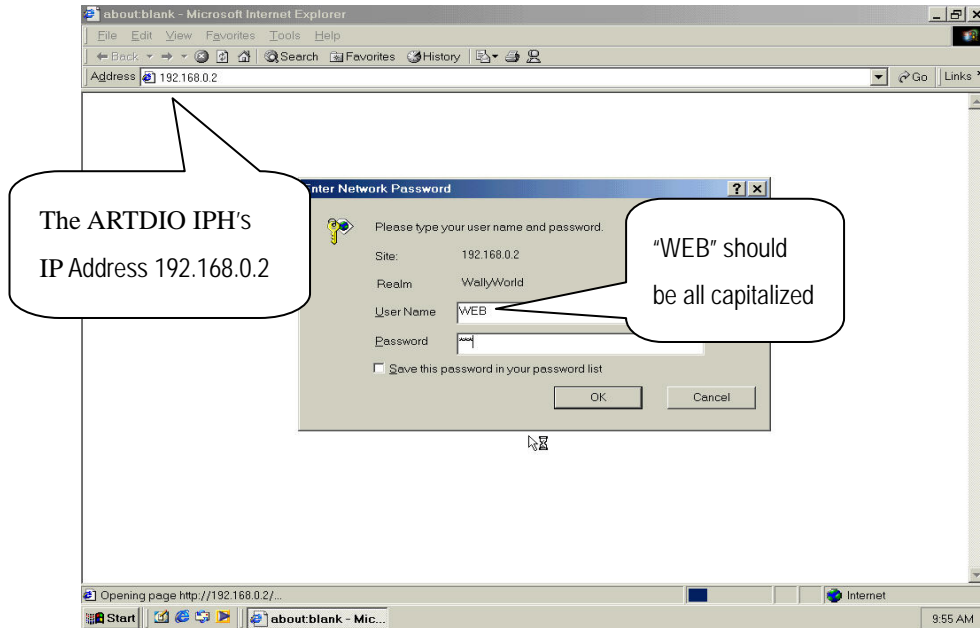 about:blank - Microsoft Internet Explorer
File Edit View Favorites Tools Help
Back Search Favorites History
Address 192.168.0.2 Go Links
The ARTDIO IPH's
IP Address 192.168.0.2
Enter Network Password
Please type your user name and password.
Site: 192.168.0.2
Realm WallyWorld
User Name WEB
Password ***
Save this password in your password list
OK Cancel
"WEB" should
be all capitalized
Opening page http://192.168.0.2/... Internet
Start about:blank - Mic... 9:55 AM